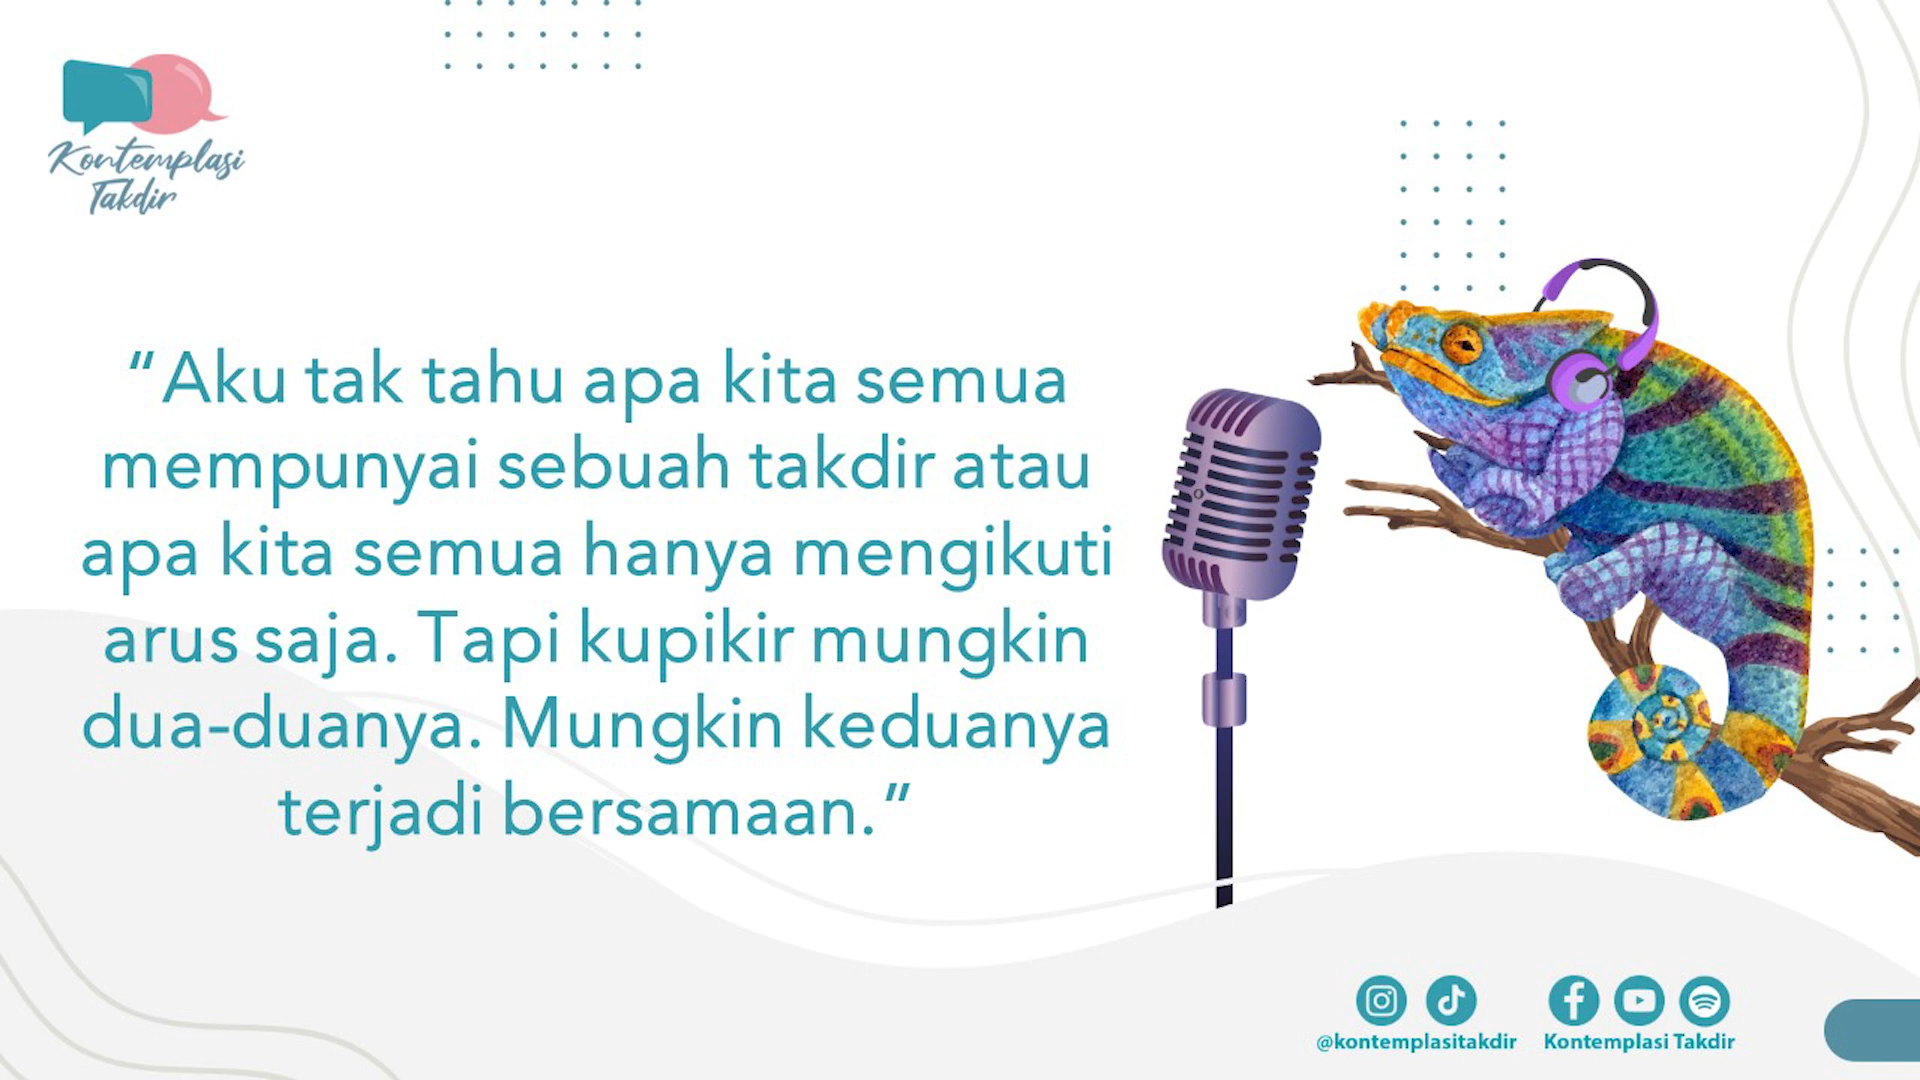 Kontemplasi
Takdir
“Aku tak tahu apa kita semua
mempunyai sebuah takdir atau
apa kita semua hanya mengikuti
arus saja. Tapi kupikir mungkin
dua-duanya. Mungkin keduanya
terjadi bersamaan.”
@kontemplasitakdir
Kontemplasi Takdir